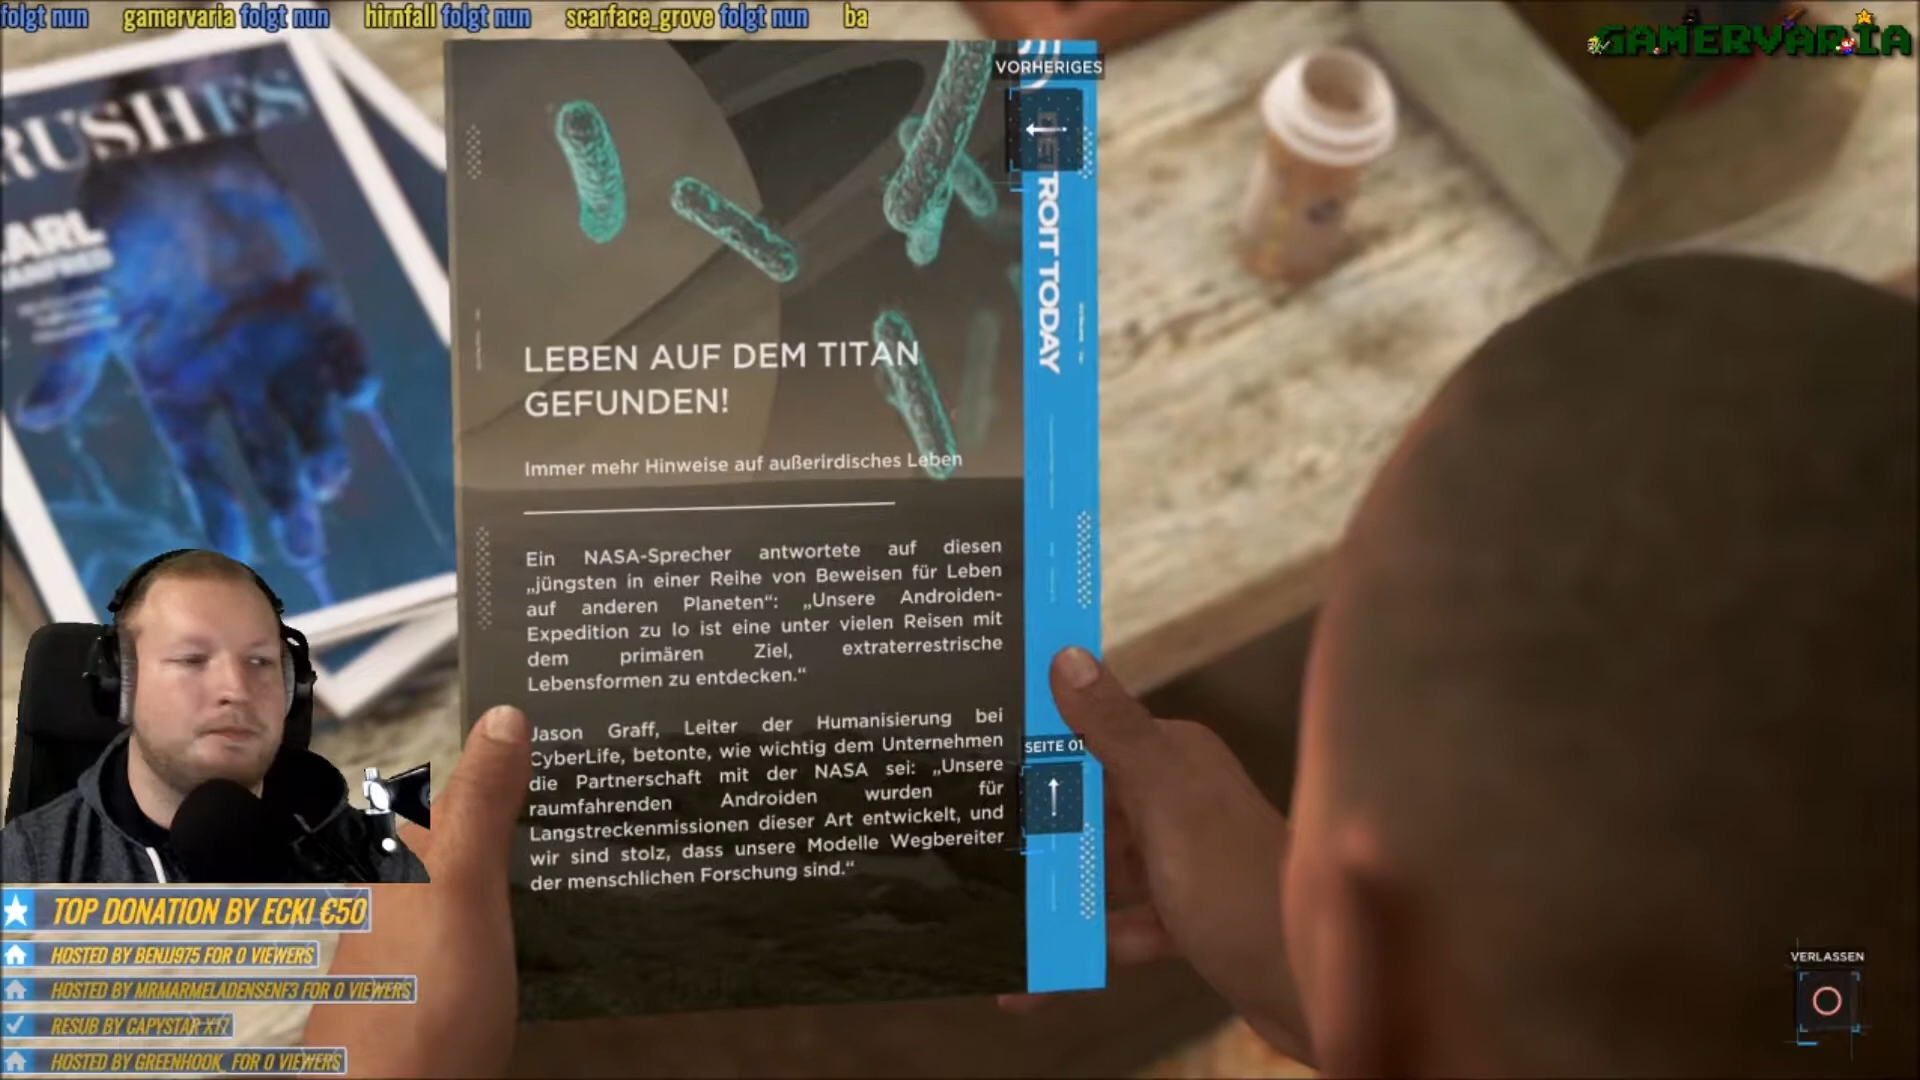 folgt nun gamervaria folgt nun hirnfall folgt nun scarface_grove folgt nun ba
GAMERVARIA
RUSHES
VORHERIGES
ROIT TODAY
LEBEN AUF DEM TITAN
GEFUNDEN!
Immer mehr Hinweise auf außerirdisches Leben
Ein NASA-Sprecher antwortete auf diesen
„jüngsten in einer Reihe von Beweisen für Leben
auf anderen Planeten“: „Unsere Androiden-
Expedition zu Io ist eine unter vielen Reisen mit
dem primären Ziel, extraterrestrische
Lebensformen zu entdecken.“
Jason Graff, Leiter der Humanisierung bei
CyberLife, betonte, wie wichtig dem Unternehmen
die Partnerschaft mit der NASA sei: „Unsere
raumfahrenden Androiden wurden für
Langstreckenmissionen dieser Art entwickelt, und
wir sind stolz, dass unsere Modelle Wegbereiter
der menschlichen Forschung sind.“
SEITE 01
TOP DONATION BY ECKI €50
HOSTED BY BENJJ975 FOR 0 VIEWERS
HOSTED BY MRMARMELADENSENF3 FOR 0 VIEWERS
RESUB BY CAPYSTAR X17
HOSTED BY GREENHOOK_ FOR 0 VIEWERS
VERLASSEN